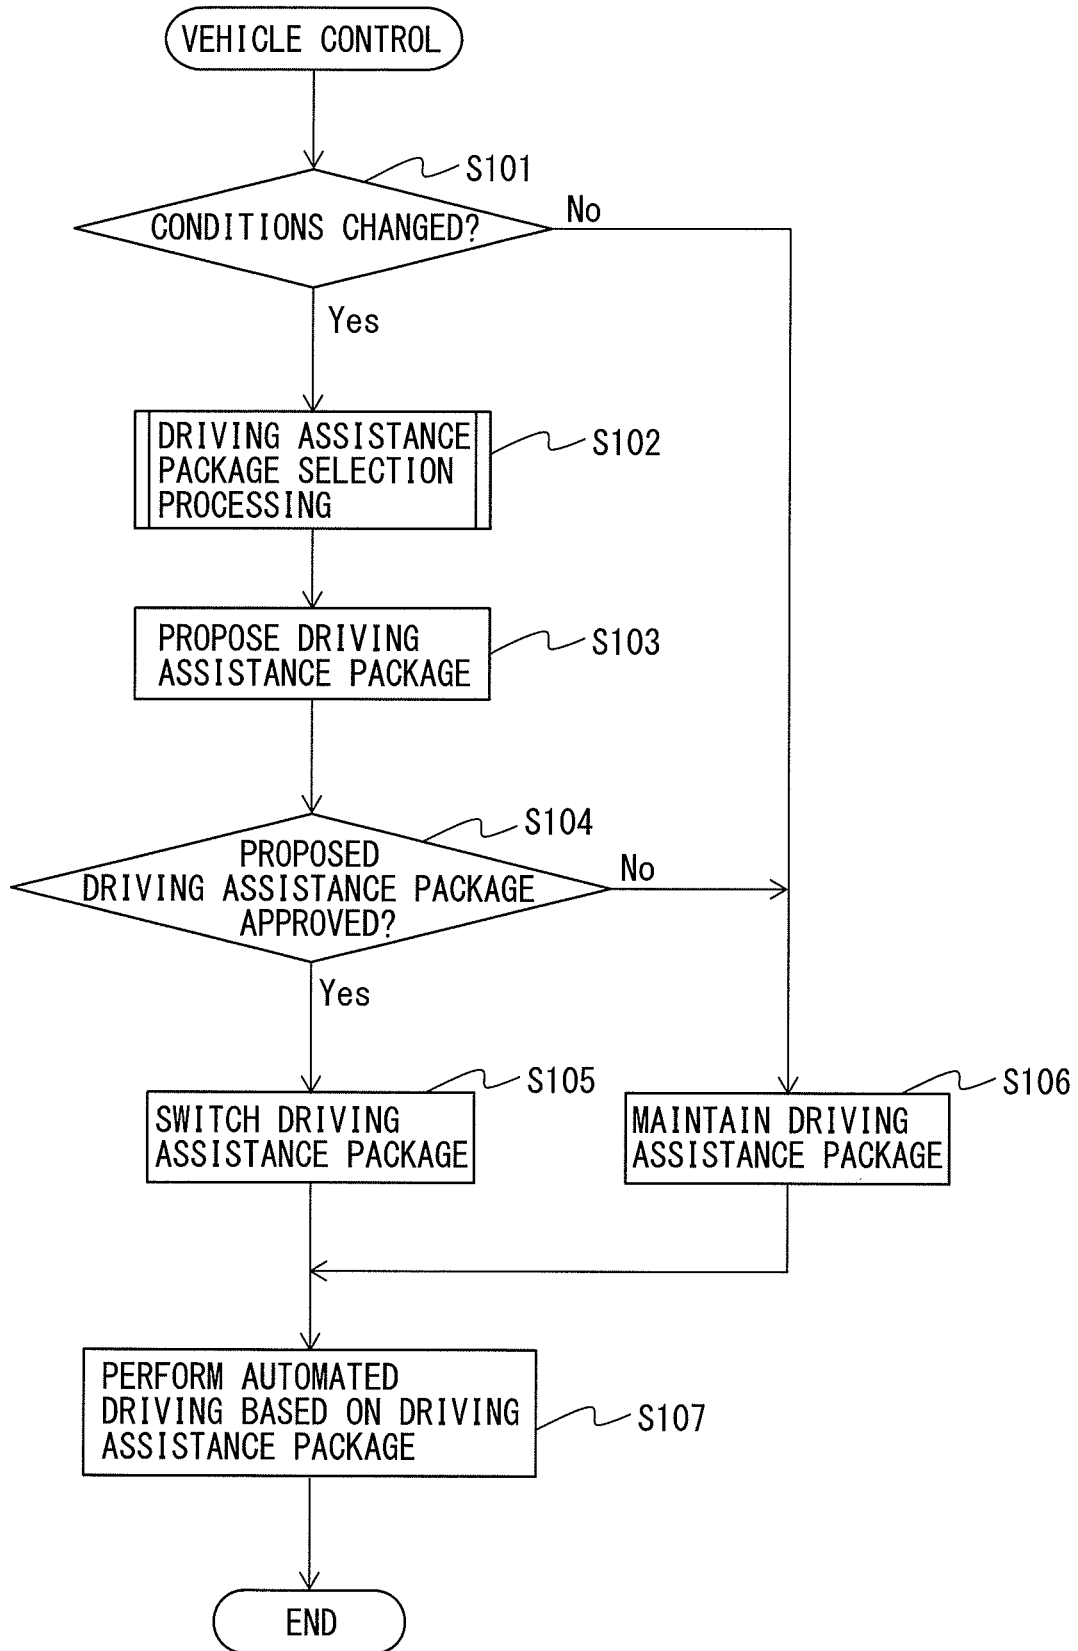 VEHICLE CONTROL
S101
CONDITIONS CHANGED?
No
Yes
DRIVING ASSISTANCE
PACKAGE SELECTION
PROCESSING
S102
PROPOSE DRIVING
ASSISTANCE PACKAGE
S103
S104
PROPOSED
DRIVING ASSISTANCE PACKAGE
APPROVED?
No
Yes
S105
SWITCH DRIVING
ASSISTANCE PACKAGE
S106
MAINTAIN DRIVING
ASSISTANCE PACKAGE
PERFORM AUTOMATED
DRIVING BASED ON DRIVING
ASSISTANCE PACKAGE
S107
END